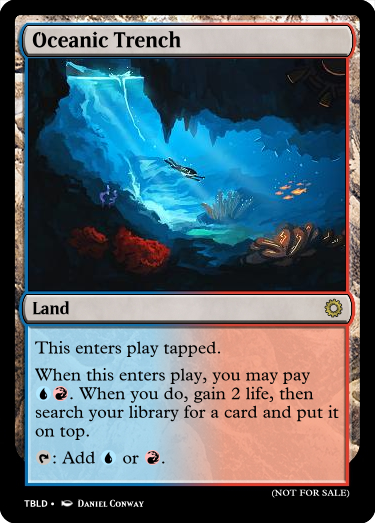 Oceanic Trench
Land
This enters play tapped.
When this enters play, you may pay
. When you do, gain 2 life, then
search your library for a card and put it
on top.
: Add or .
(NOT FOR SALE)
TBLD • Daniel Conway